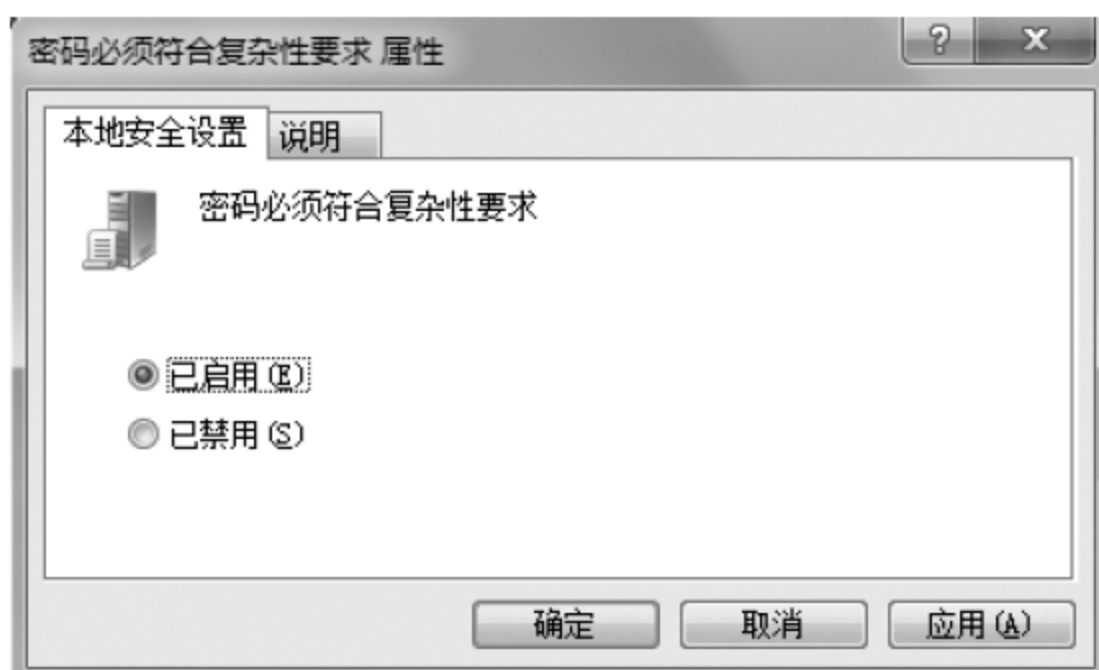 密码必须符合复杂性要求 属性
本地安全设置 说明
密码必须符合复杂性要求
已启用(E)
已禁用(S)
确定 取消 应用(A)